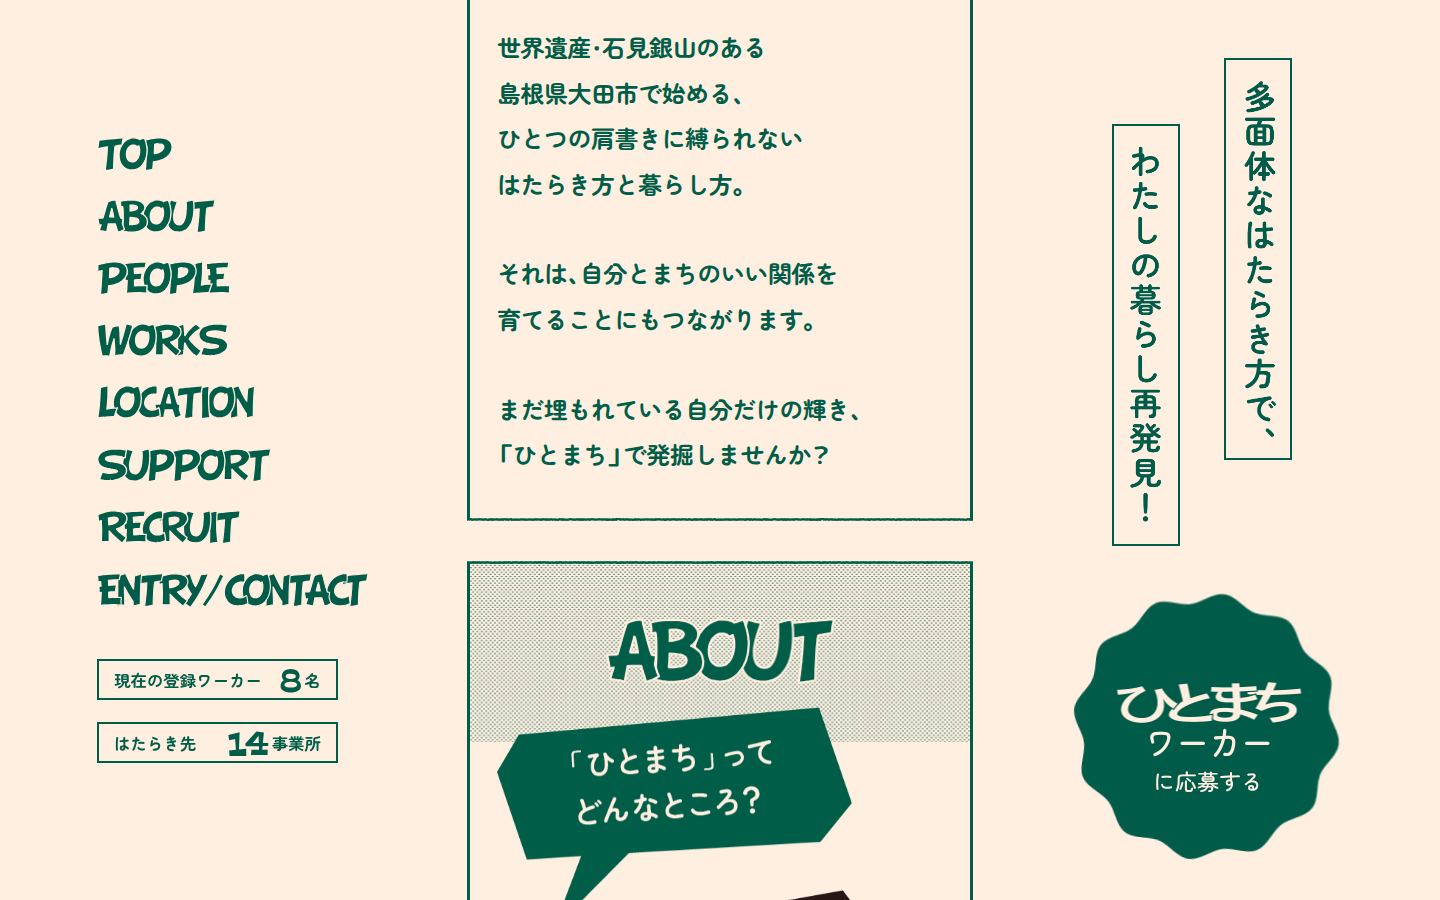 TOP
ABOUT
PEOPLE
WORKS
LOCATION
SUPPORT
RECRUIT
ENTRY/CONTACT
現在の登録ワーカー 8名
はたらき先 14事業所
世界遺産・石見銀山のある
島根県大田市で始める、
ひとつの肩書きに縛られない
はたらき方と暮らし方。
それは、自分とまちのいい関係を
育てることにもつながります。
まだ埋もれている自分だけの輝き、
「ひとまち」で発掘しませんか？
ABOUT
「ひとまち」って
どんなところ？
多面体なはたらき方で、
わたしの暮らし再発見！
ひとまち
ワーカー
に応募する